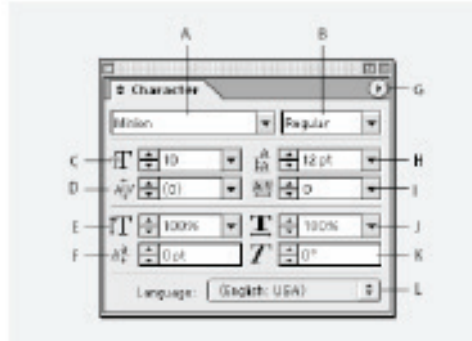 A B
Character G
Minion Regular
C 10 12 pt H
D (0) 0 I
E 100% 100% J
F 0 pt 0° K
Language: (English: USA) L